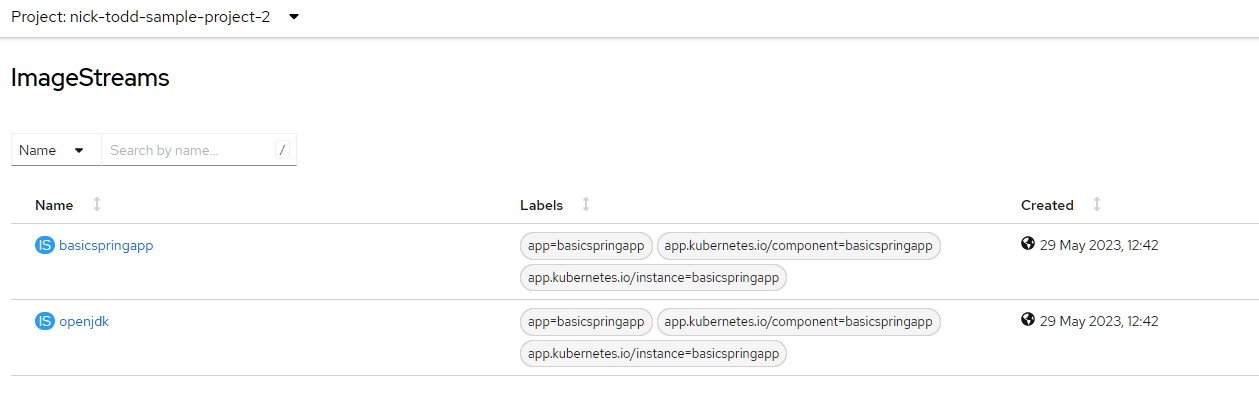 Project: nick-todd-sample-project-2
ImageStreams
Name Search by name... /
Name Labels Created
IS basicspringapp app=basicspringapp app.kubernetes.io/component=basicspringapp 29 May 2023, 12:42
app.kubernetes.io/instance=basicspringapp
IS openjdk app=basicspringapp app.kubernetes.io/component=basicspringapp 29 May 2023, 12:42
app.kubernetes.io/instance=basicspringapp